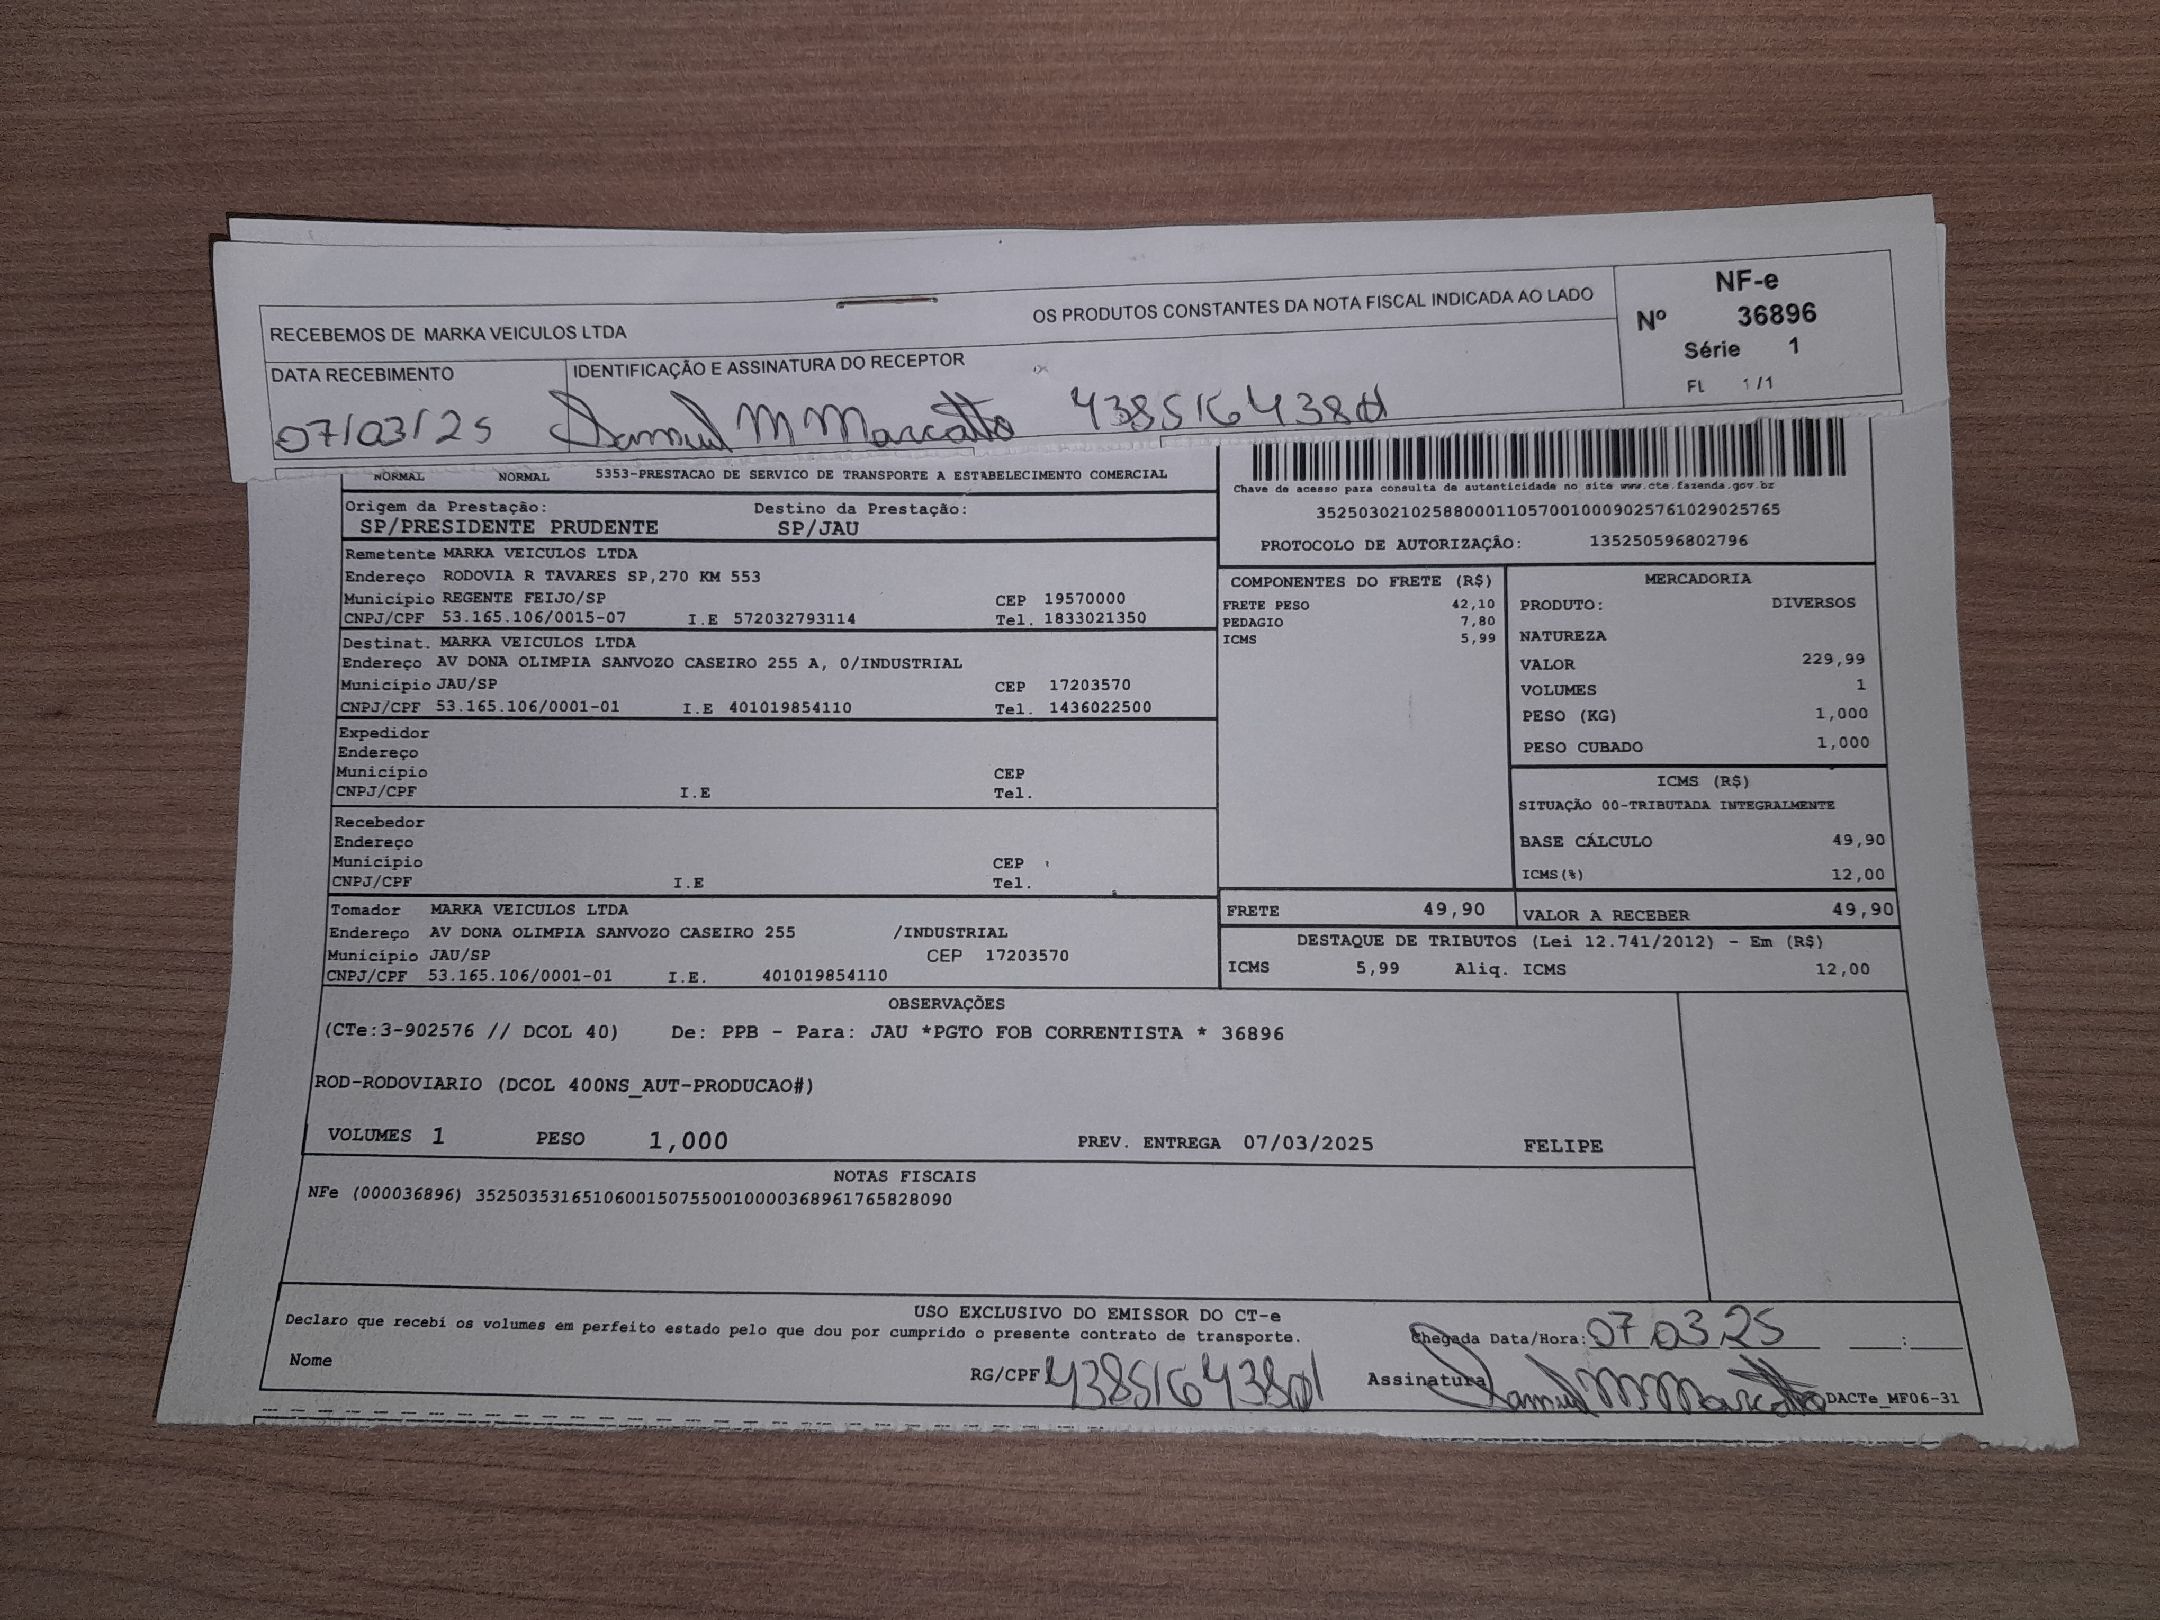 RECEBEMOS DE MARKA VEICULOS LTDA OS PRODUTOS CONSTANTES DA NOTA FISCAL INDICADA AO LADO
NF-e
Nº 36896
Série 1
FL 1/1
DATA RECEBIMENTO
IDENTIFICAÇÃO E ASSINATURA DO RECEPTOR
07/03/25 Samuel M Marcatto
NORMAL NORMAL 5353-PRESTACAO DE SERVICO DE TRANSPORTE A ESTABELECIMENTO COMERCIAL
Chave de acesso para consulta de autenticidade no site www.cte.fazenda.gov.br
35250302102588000110570010009025761029025765
PROTOCOLO DE AUTORIZAÇÃO: 135250596802796
Origem da Prestação: Destino da Prestação:
SP/PRESIDENTE PRUDENTE SP/JAU
Remetente MARKA VEICULOS LTDA
Endereço RODOVIA R TAVARES SP,270 KM 553
Município REGENTE FEIJO/SP CEP 19570000
CNPJ/CPF 53.165.106/0015-07 I.E 572032793114 Tel. 1833021350
Destinat. MARKA VEICULOS LTDA
Endereço AV DONA OLIMPIA SANVOZO CASEIRO 255 A, 0/INDUSTRIAL
Município JAU/SP CEP 17203570
CNPJ/CPF 53.165.106/0001-01 I.E 401019854110 Tel. 1436022500
Expedidor
Endereço
Município CEP
CNPJ/CPF I.E Tel.
Recebedor
Endereço
Município CEP
CNPJ/CPF I.E Tel.
Tomador MARKA VEICULOS LTDA
Endereço AV DONA OLIMPIA SANVOZO CASEIRO 255 /INDUSTRIAL
Município JAU/SP CEP 17203570
CNPJ/CPF 53.165.106/0001-01 I.E. 401019854110
COMPONENTES DO FRETE (R$)
FRETE PESO 42,10
PEDAGIO 7,80
ICMS 5,99
MERCADORIA
PRODUTO: DIVERSOS
NATUREZA
VALOR 229,99
VOLUMES 1
PESO (KG) 1,000
PESO CUBADO 1,000
ICMS (R$)
SITUAÇÃO 00-TRIBUTADA INTEGRALMENTE
BASE CÁLCULO 49,90
ICMS(%) 12,00
FRETE 49,90 VALOR A RECEBER 49,90
DESTAQUE DE TRIBUTOS (Lei 12.741/2012) - Em (R$)
ICMS 5,99 Aliq. ICMS 12,00
OBSERVAÇÕES
(CTe:3-902576 // DCOL 40) De: PPB - Para: JAU *PGTO FOB CORRENTISTA * 36896
ROD-RODOVIARIO (DCOL 400NS_AUT-PRODUCAO#)
VOLUMES 1 PESO 1,000 PREV. ENTREGA 07/03/2025 FELIPE
NOTAS FISCAIS
NFe (000036896) 35250353165106001507550010000368961765828090
USO EXCLUSIVO DO EMISSOR DO CT-e
Declaro que recebi os volumes em perfeito estado pelo que dou por cumprido o presente contrato de transporte. Chegada Data/Hora: 07 03 25 :
Nome RG/CPF Assinatura Samuel M Marcatto DACTe_MF06-31